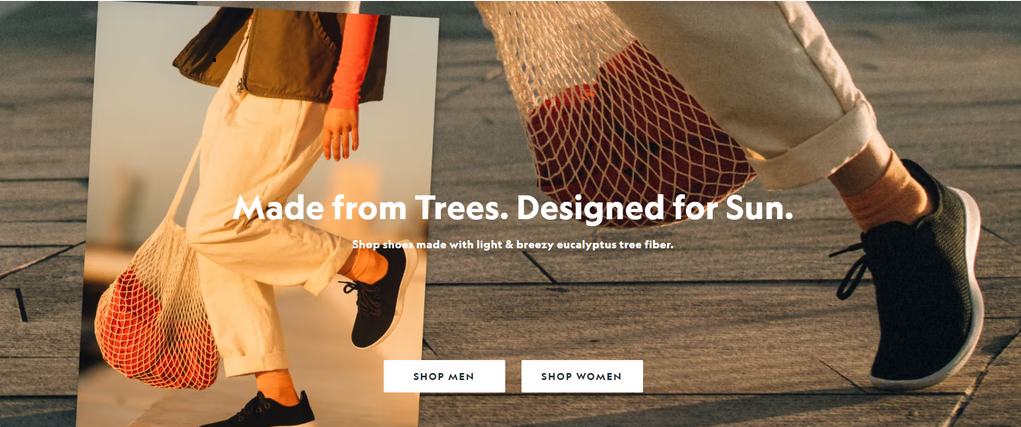 Made from Trees. Designed for Sun.
Shop shoes made with light & breezy eucalyptus tree fiber.
SHOP MEN
SHOP WOMEN